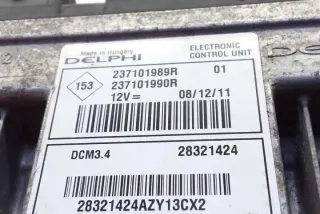 Made in Hungary
DELPHI
ELECTRONIC
CONTROL UNIT
153
237101989R 01
237101990R
12V= 08/12/11
DCM3.4 28321424
28321424AZY13CX2